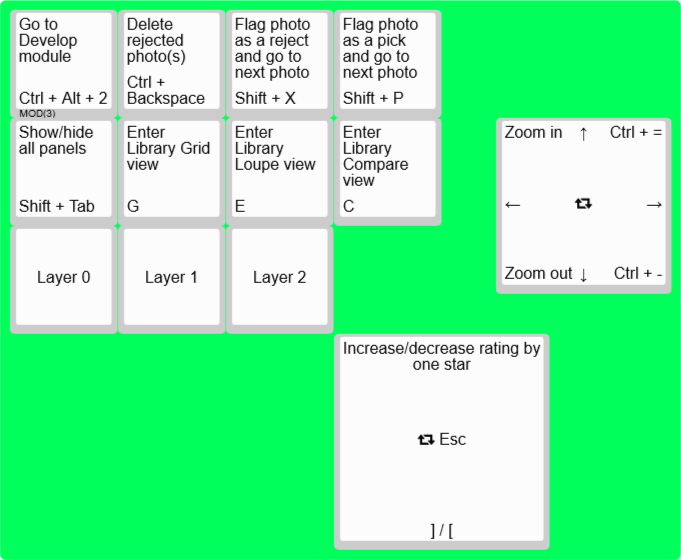 Go to
Develop
module
Ctrl + Alt + 2
MOD(3)
Delete
rejected
photo(s)
Ctrl +
Backspace
Flag photo
as a reject
and go to
next photo
Shift + X
Flag photo
as a pick
and go to
next photo
Shift + P
Show/hide
all panels
Shift + Tab
Enter
Library Grid
view
G
Enter
Library
Loupe view
E
Enter
Library
Compare
view
C
Zoom in ↑ Ctrl + =
← →
Zoom out ↓ Ctrl + -
Layer 0
Layer 1
Layer 2
Increase/decrease rating by
one star
Esc
] / [